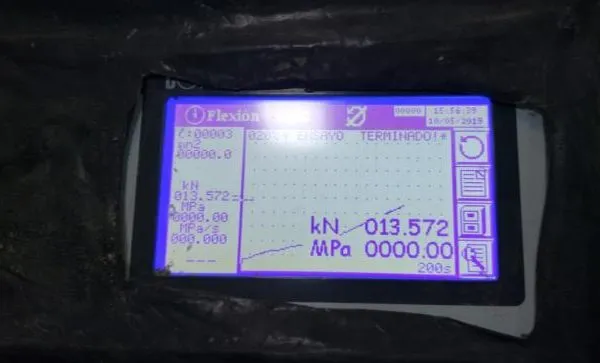 Flexión
00000
15:56:39
10/05/2019
00003
mm2
00000.0
ENSAYO TERMINADO!*
kN
013.572
MPa
0000.00
MPa/s
000.000
---
kN 013.572
MPa 0000.00
200s